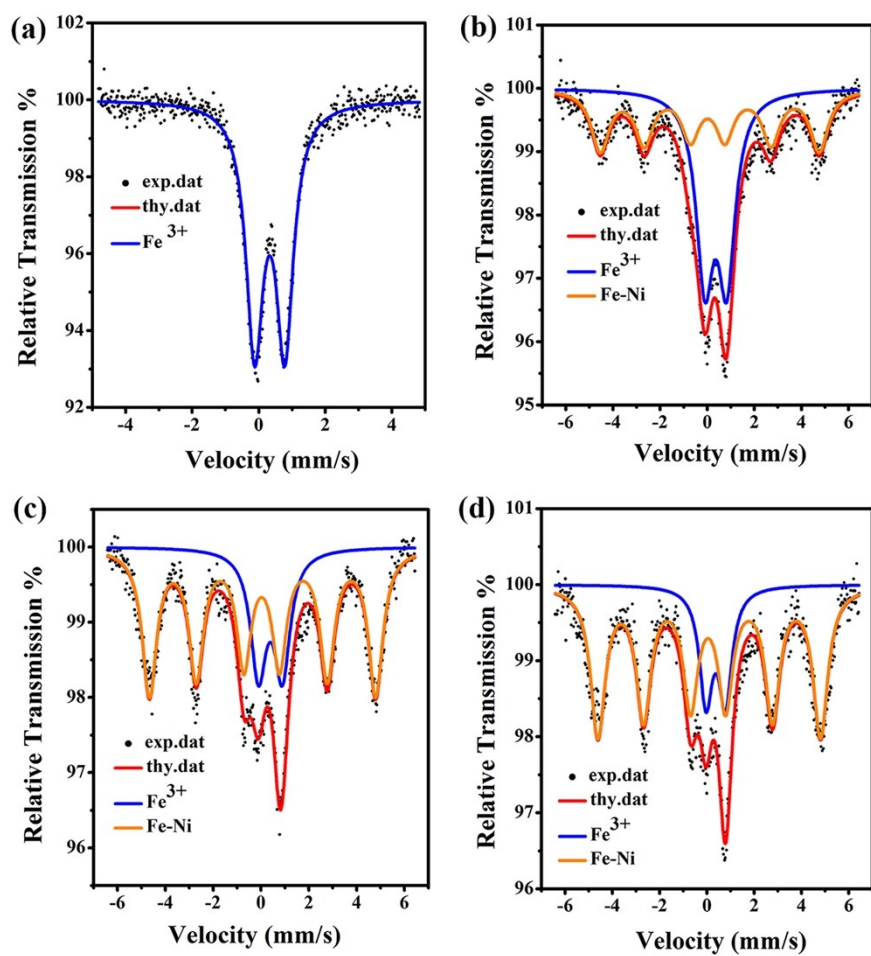 (a)
102
100
98
96
94
92
Relative Transmission %
exp.dat
thy.dat
Fe3+
-4 -2 0 2 4
Velocity (mm/s)
(b)
101
100
99
98
97
96
95
Relative Transmission %
exp.dat
thy.dat
Fe3+
Fe-Ni
-6 -4 -2 0 2 4 6
Velocity (mm/s)
(c)
100
99
98
97
96
Relative Transmission %
exp.dat
thy.dat
Fe3+
Fe-Ni
-6 -4 -2 0 2 4 6
Velocity (mm/s)
(d)
101
100
99
98
97
96
Relative Transmission %
exp.dat
thy.dat
Fe3+
Fe-Ni
-6 -4 -2 0 2 4 6
Velocity (mm/s)